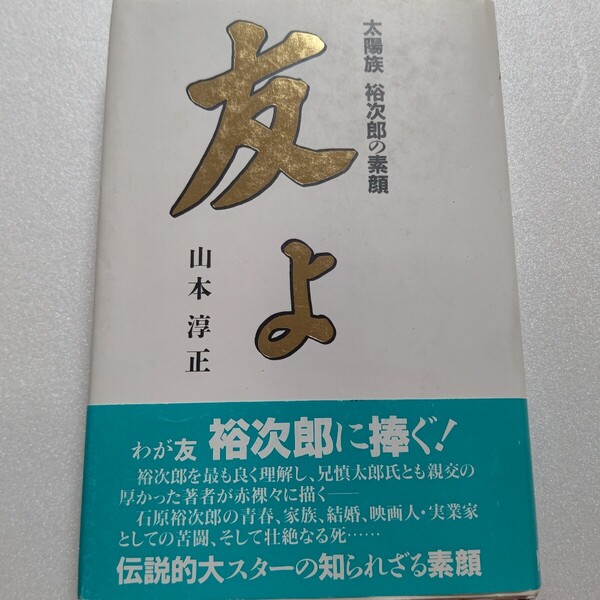 太陽族 裕次郎の素顔
友よ
山本淳正
わが友 裕次郎に捧ぐ！
裕次郎を最も良く理解し、兄慎太郎氏とも親交の
厚かった著者が赤裸々に描く――
石原裕次郎の青春、家族、結婚、映画人・実業家
としての苦闘、そして壮絶なる死……
伝説的大スターの知られざる素顔